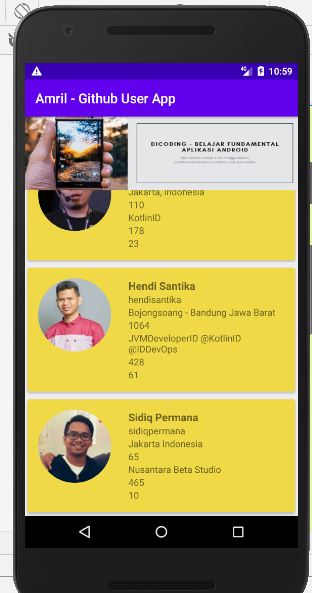 4G 10:59
Amril - Github User App
DICODING – BELAJAR FUNDAMENTAL
APLIKASI ANDROID
Jakarta, Indonesia
110
KotlinID
178
23
Hendi Santika
hendisantika
Bojongsoang - Bandung Jawa Barat
1064
JVMDeveloperID @KotlinID
@IDDevOps
428
61
Sidiq Permana
sidiqpermana
Jakarta Indonesia
65
Nusantara Beta Studio
465
10